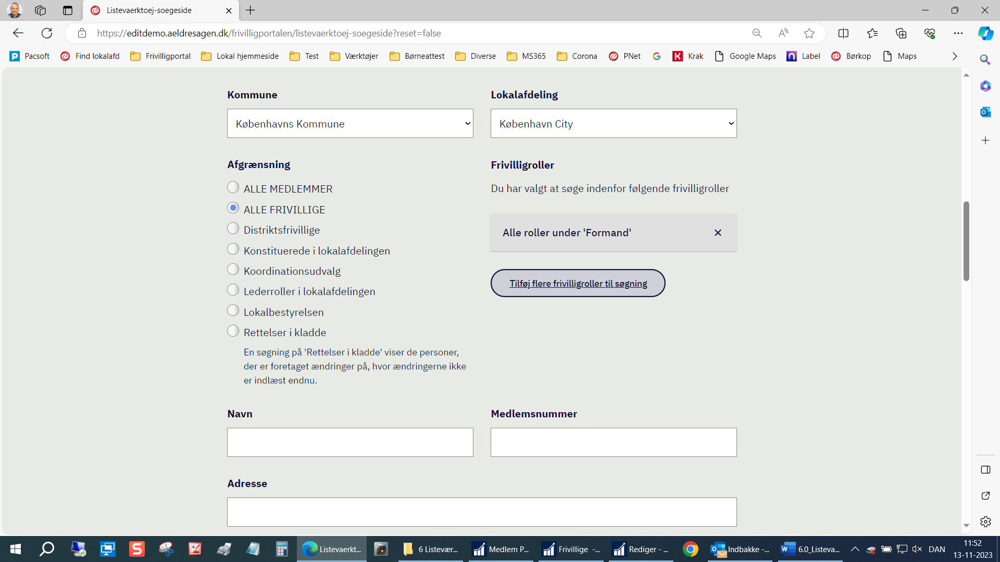 Listevaerktoej-soegeside
https://editdemo.aeldresagen.dk/frivilligportalen/listevaerktoej-soegeside?reset=false
Pacsoft
Find lokalafd
Frivilligportal
Lokal hjemmeside
Test
Værktøjer
Børneattest
Diverse
MS365
Corona
PNet
Krak
Google Maps
Label
Børkop
Maps
Kommune
Lokalafdeling
Københavns Kommune
København City
Afgrænsning
Frivilligroller
ALLE MEDLEMMER
Du har valgt at søge indenfor følgende frivilligroller
ALLE FRIVILLIGE
Distriktsfrivillige
Alle roller under 'Formand'
Konstituerede i lokalafdelingen
Koordinationsudvalg
Tilføj flere frivilligroller til søgning
Lederroller i lokalafdelingen
Lokalbestyrelsen
Rettelser i kladde
En søgning på 'Rettelser i kladde' viser de personer,
der er foretaget ændringer på, hvor ændringerne ikke
er indlæst endnu.
Navn
Medlemsnummer
Adresse
Listevaerkt...
6 Listevær...
Medlem P...
Frivillige -...
Rediger - ...
Indbakke -...
6.0_Listeva...
DAN
11:52
13-11-2023